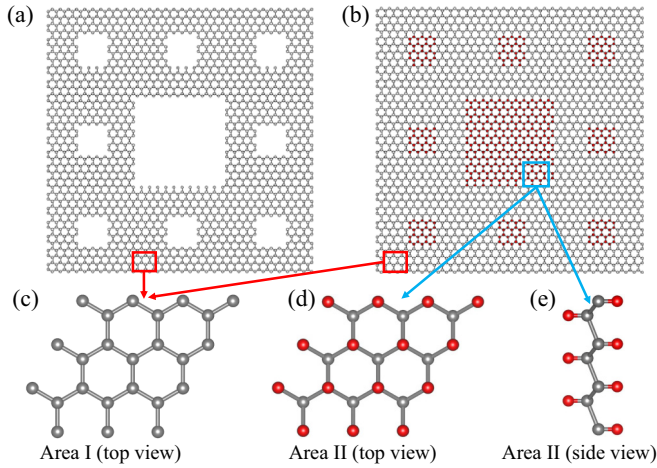 (a)
(b)
(c)
(d)
(e)
Area I (top view)
Area II (top view)
Area II (side view)